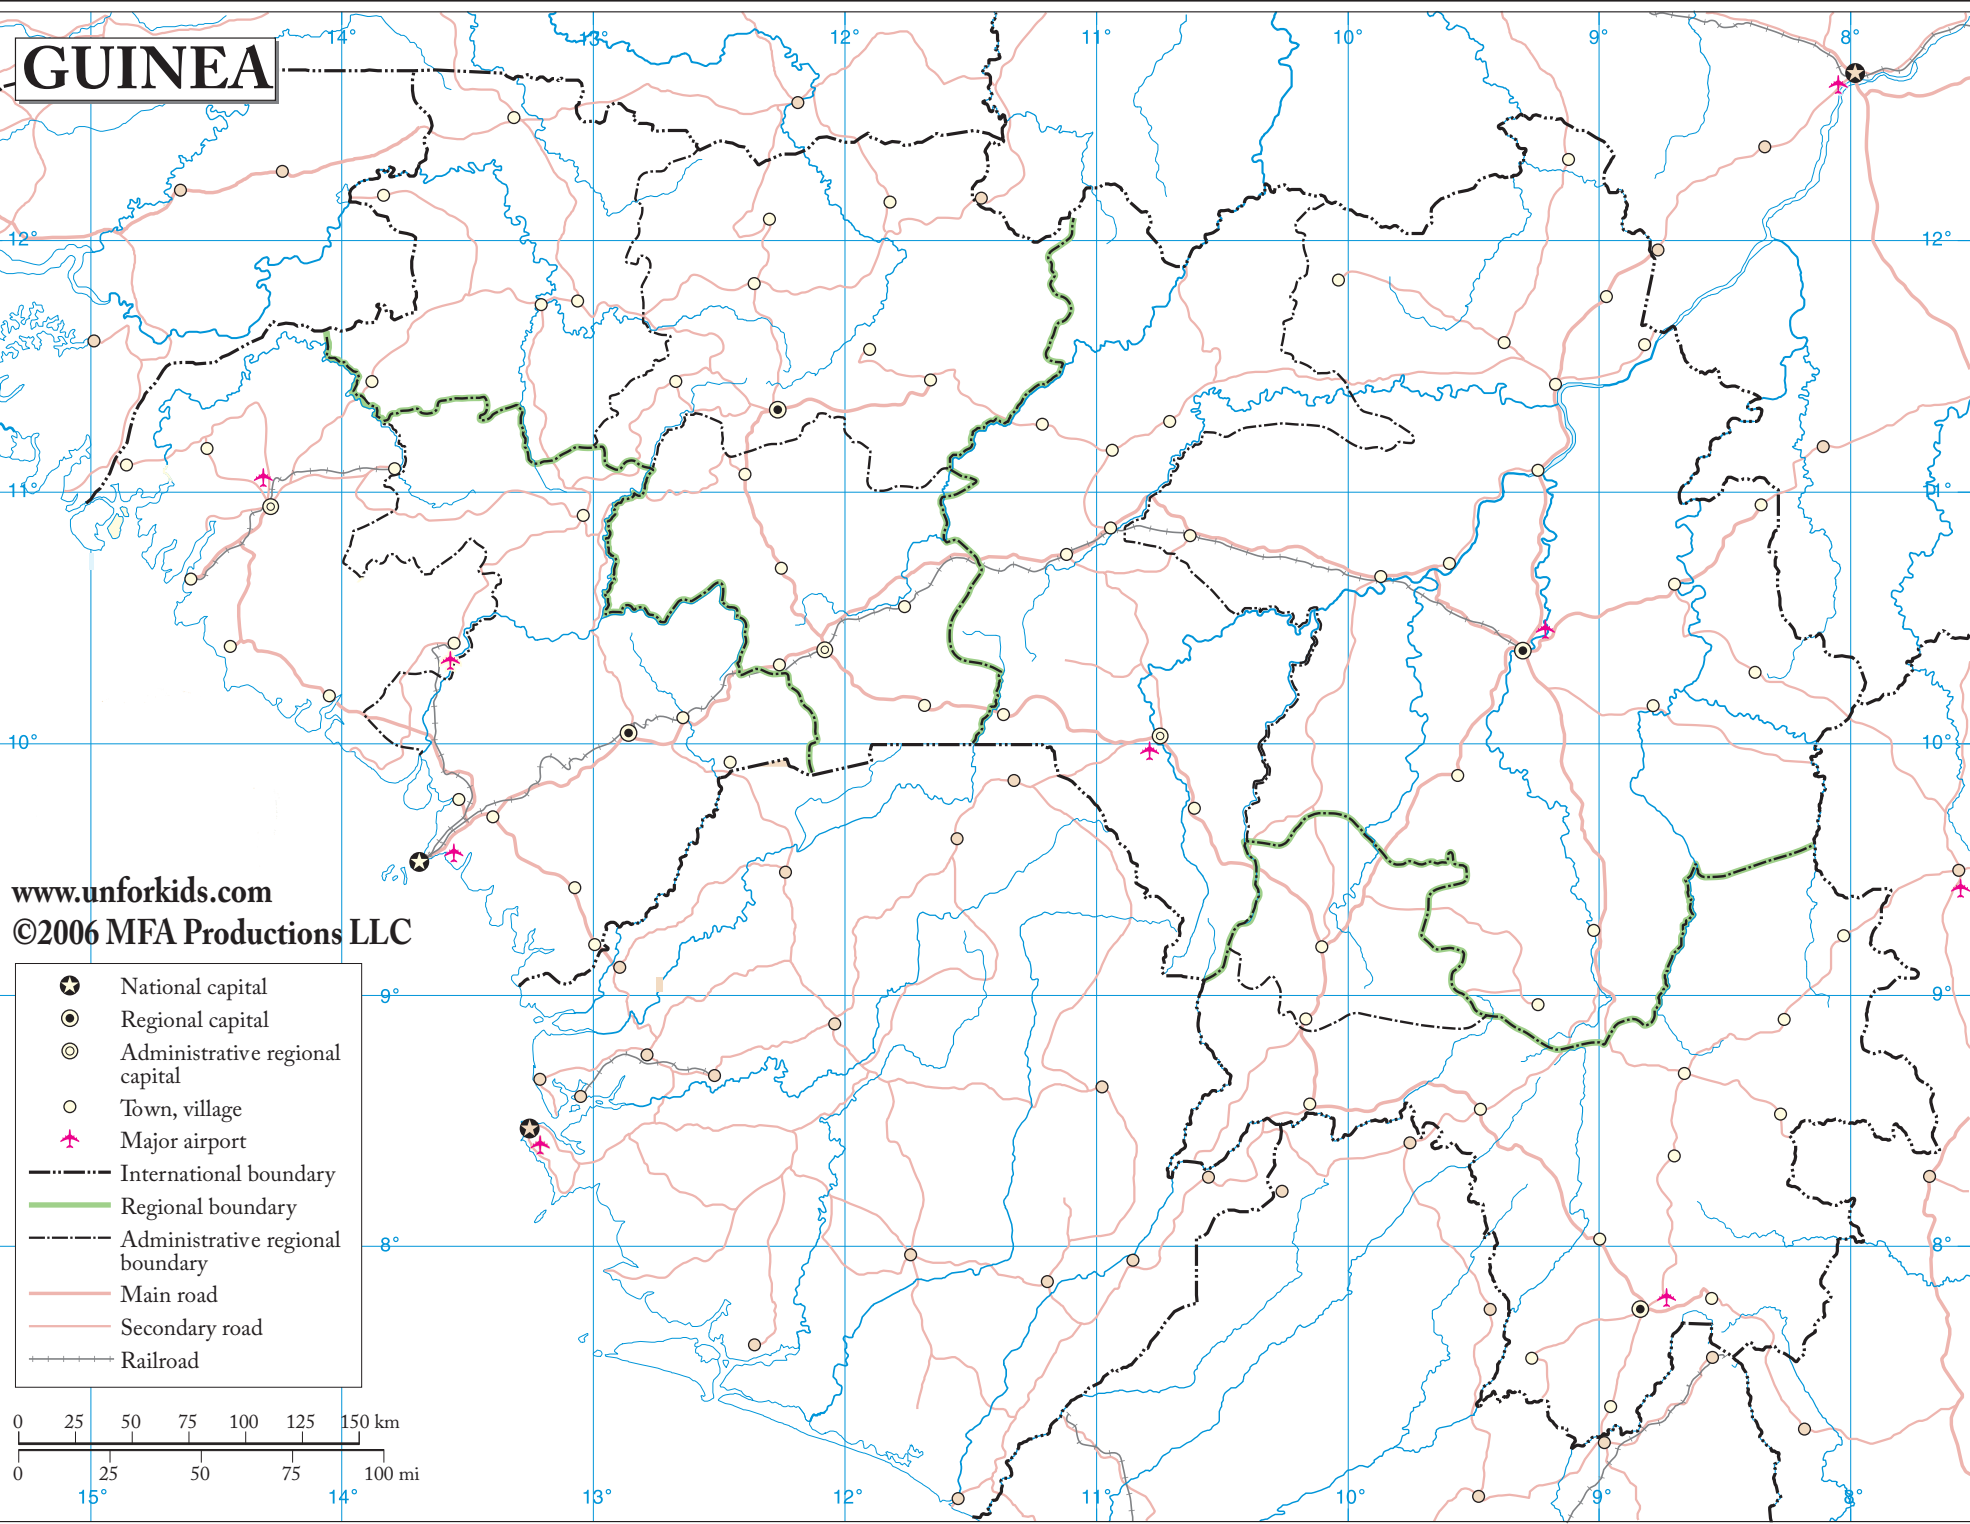 GUINEA
14° 13° 12° 11° 10° 9° 8°
12° 12°
11° 11°
10° 10°
www.unforkids.com
©2006 MFA Productions LLC
9° 9°
National capital
Regional capital
Administrative regional
capital
Town, village
Major airport
International boundary
Regional boundary
Administrative regional
boundary
8° 8°
Main road
Secondary road
Railroad
0 25 50 75 100 125 150 km
0 25 50 75 100 mi
15° 14° 13° 12° 11° 10° 9° 8°